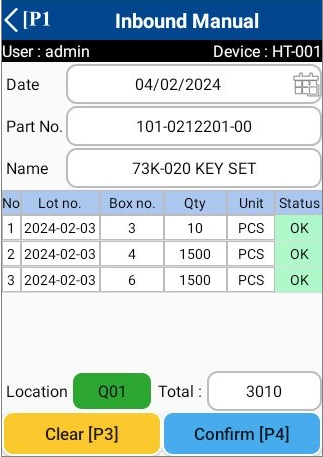 [P1 Inbound Manual
User : admin Device : HT-001
Date 04/02/2024
Part No. 101-0212201-00
Name 73K-020 KEY SET
No Lot no. Box no. Qty Unit Status
1 2024-02-03 3 10 PCS OK
2 2024-02-03 4 1500 PCS OK
3 2024-02-03 6 1500 PCS OK
Location Q01 Total : 3010
Clear [P3] Confirm [P4]